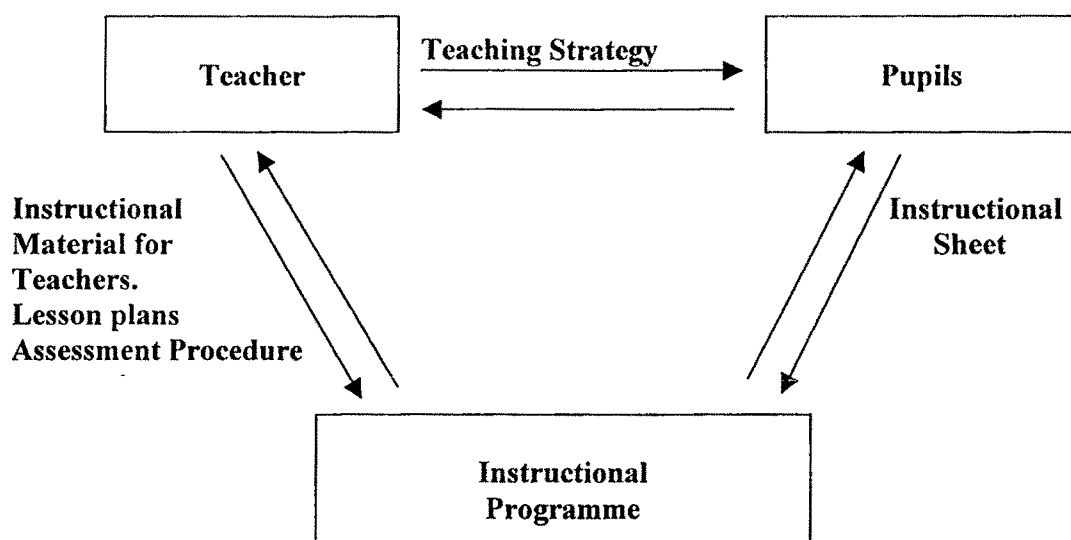 Teacher
Teaching Strategy
Pupils
Instructional
Material for
Teachers.
Lesson plans
Assessment Procedure
Instructional
Sheet
Instructional
Programme